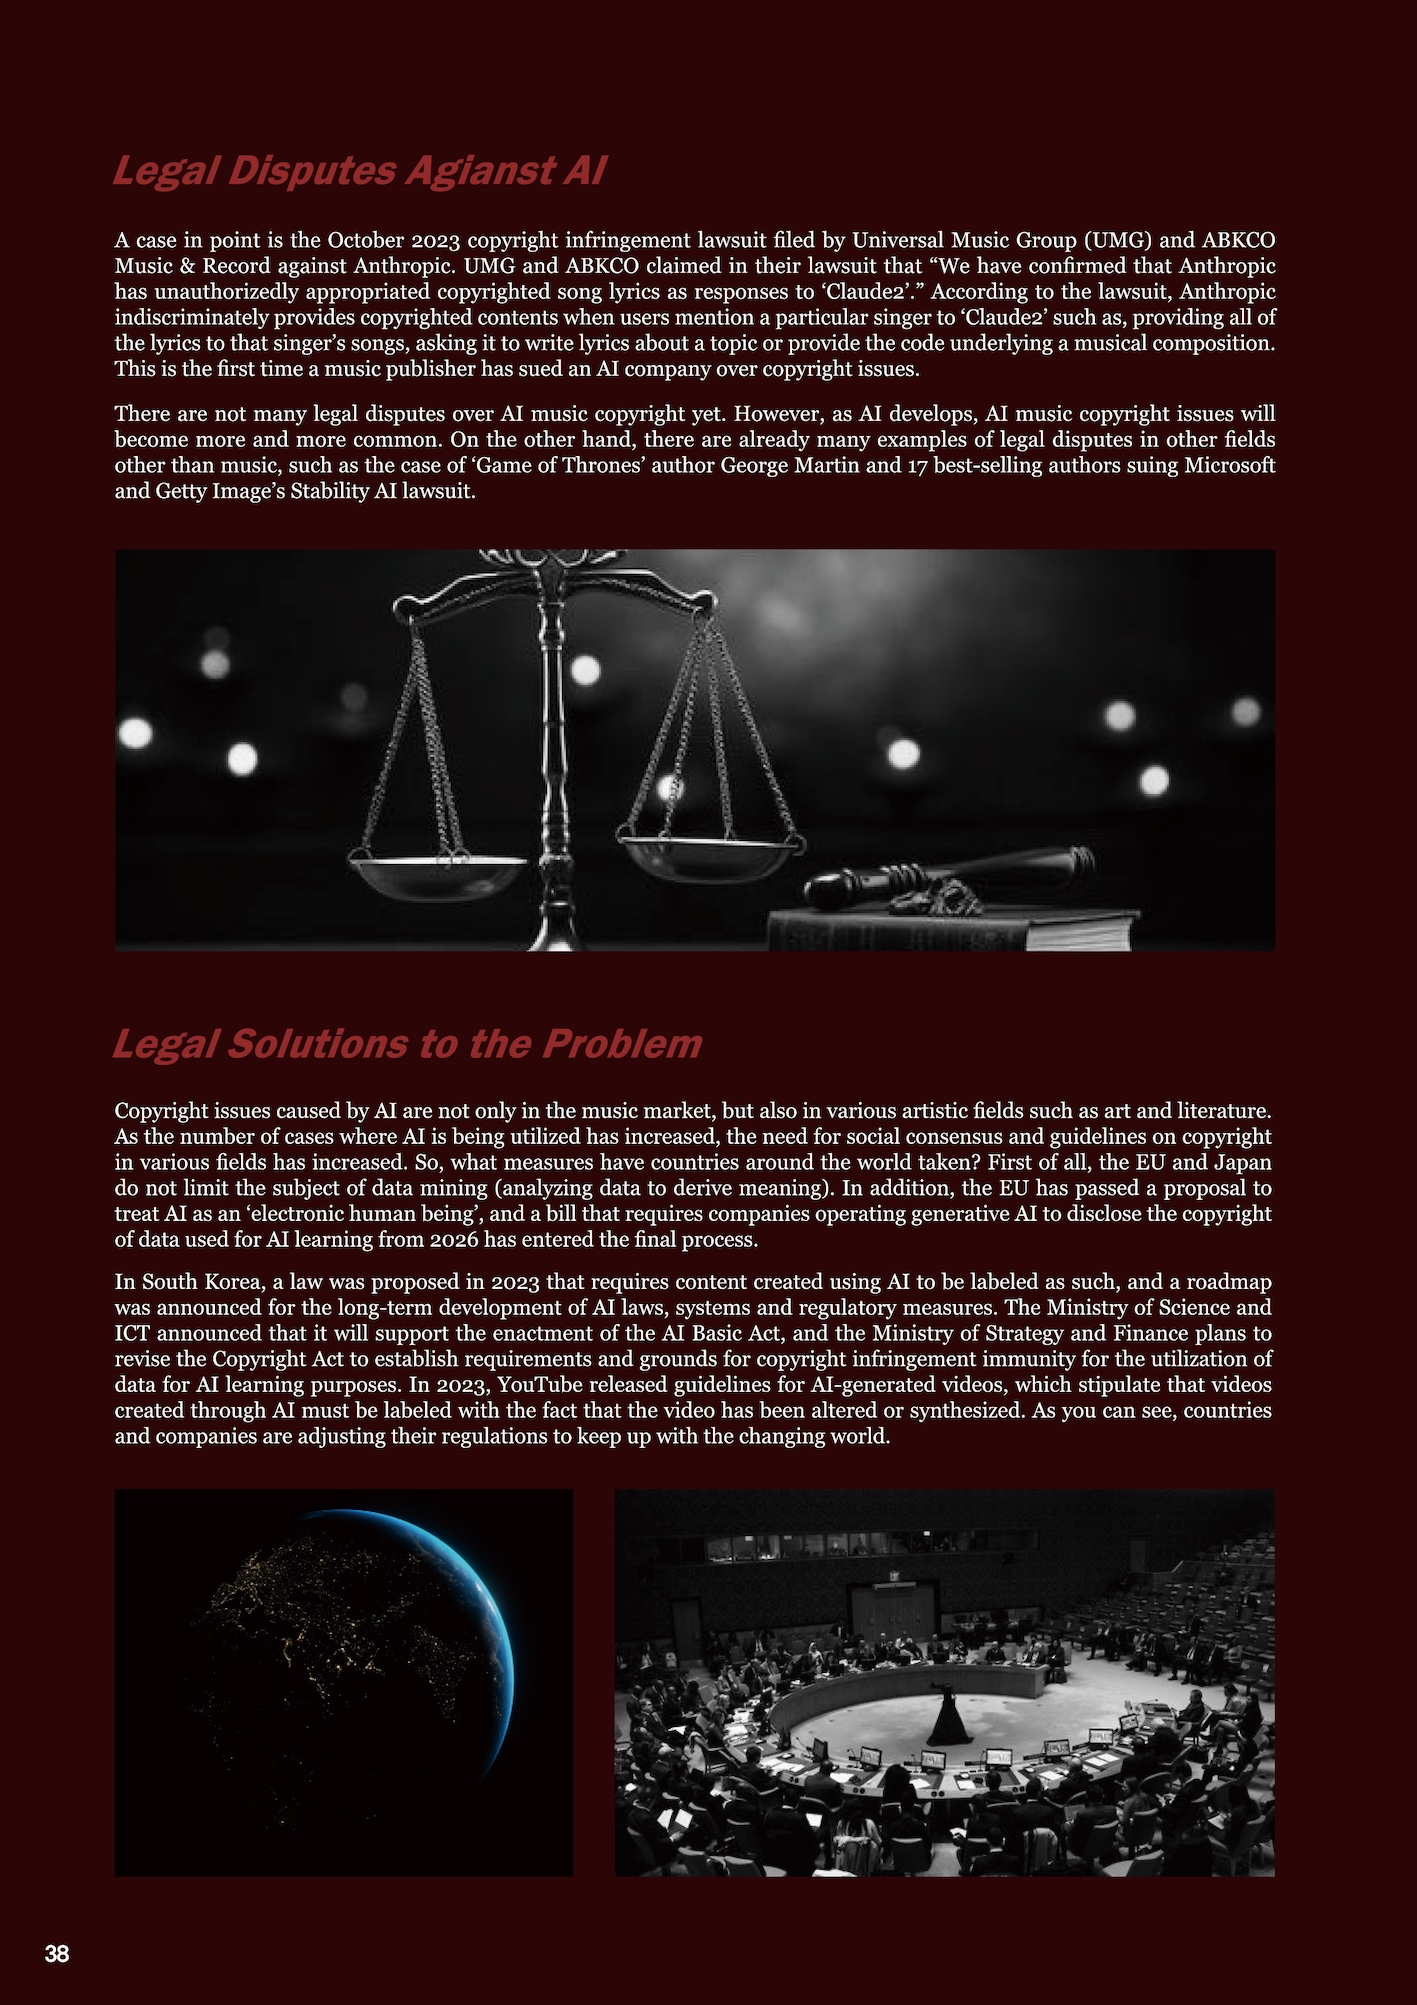 Legal Disputes Agianst AI
A case in point is the October 2023 copyright infringement lawsuit filed by Universal Music Group (UMG) and ABKCO
Music & Record against Anthropic. UMG and ABKCO claimed in their lawsuit that “We have confirmed that Anthropic
has unauthorizedly appropriated copyrighted song lyrics as responses to ‘Claude2’.” According to the lawsuit, Anthropic
indiscriminately provides copyrighted contents when users mention a particular singer to ‘Claude2’ such as, providing all of
the lyrics to that singer’s songs, asking it to write lyrics about a topic or provide the code underlying a musical composition.
This is the first time a music publisher has sued an AI company over copyright issues.
There are not many legal disputes over AI music copyright yet. However, as AI develops, AI music copyright issues will
become more and more common. On the other hand, there are already many examples of legal disputes in other fields
other than music, such as the case of ‘Game of Thrones’ author George Martin and 17 best-selling authors suing Microsoft
and Getty Image’s Stability AI lawsuit.
Legal Solutions to the Problem
Copyright issues caused by AI are not only in the music market, but also in various artistic fields such as art and literature.
As the number of cases where AI is being utilized has increased, the need for social consensus and guidelines on copyright
in various fields has increased. So, what measures have countries around the world taken? First of all, the EU and Japan
do not limit the subject of data mining (analyzing data to derive meaning). In addition, the EU has passed a proposal to
treat AI as an ‘electronic human being’, and a bill that requires companies operating generative AI to disclose the copyright
of data used for AI learning from 2026 has entered the final process.
In South Korea, a law was proposed in 2023 that requires content created using AI to be labeled as such, and a roadmap
was announced for the long-term development of AI laws, systems and regulatory measures. The Ministry of Science and
ICT announced that it will support the enactment of the AI Basic Act, and the Ministry of Strategy and Finance plans to
revise the Copyright Act to establish requirements and grounds for copyright infringement immunity for the utilization of
data for AI learning purposes. In 2023, YouTube released guidelines for AI-generated videos, which stipulate that videos
created through AI must be labeled with the fact that the video has been altered or synthesized. As you can see, countries
and companies are adjusting their regulations to keep up with the changing world.
38